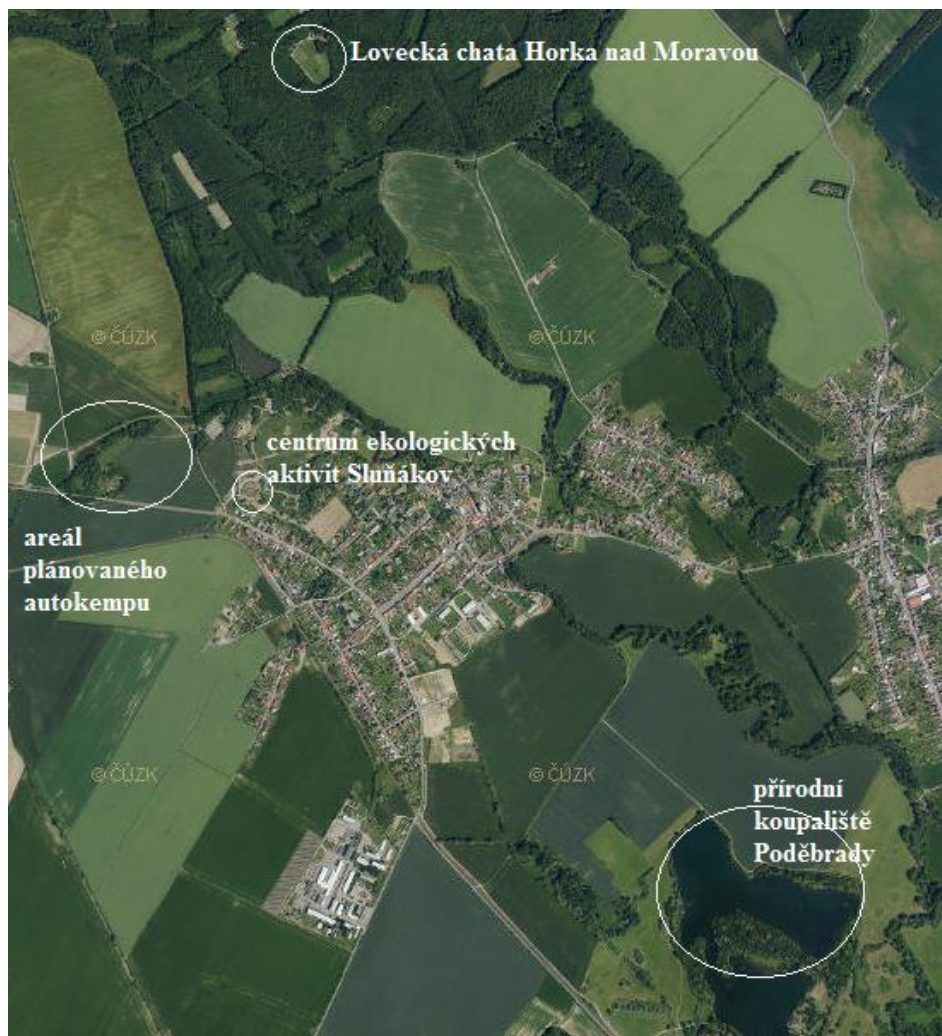 Lovecká chata Horka nad Moravou
© ČÚZK
© ČÚZK
centrum ekologických
aktivit Sluňákov
areál
plánovaného
autokempu
© ČÚZK
© ČÚZK
přírodní
koupaliště
Poděbrady